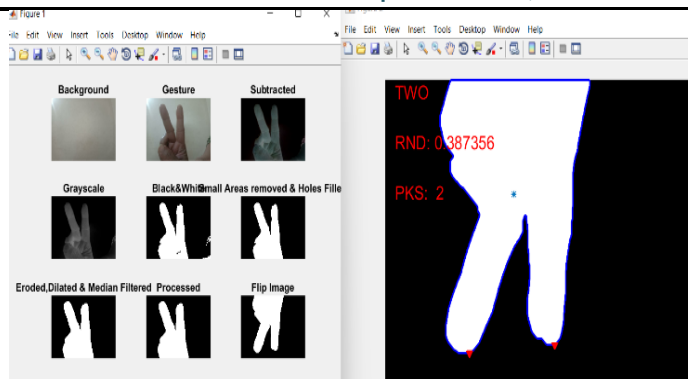 Figure 1
File Edit View Insert Tools Desktop Window Help
Background Gesture Subtracted
Grayscale Black&White Small Areas removed & Holes Fille
Eroded,Dilated & Median Filtered Processed Flip Image
File Edit View Insert Tools Desktop Window Help
TWO
RND: 0.387356
PKS: 2